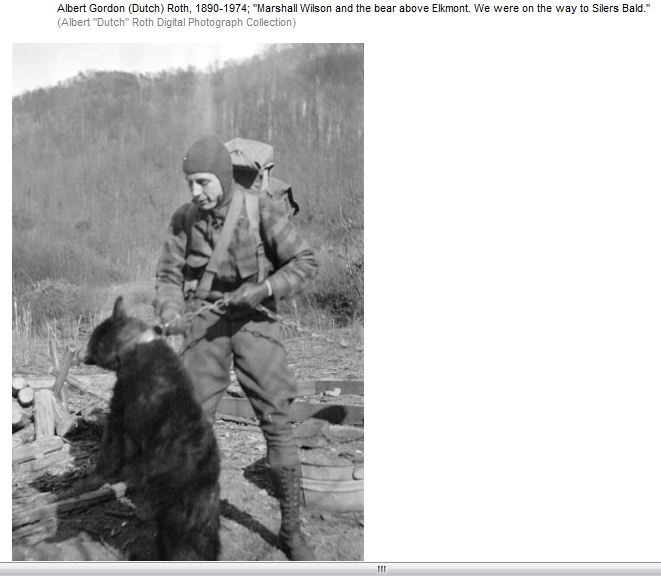 Albert Gordon (Dutch) Roth, 1890-1974; "Marshall Wilson and the bear above Elkmont. We were on the way to Silers Bald."
(Albert "Dutch" Roth Digital Photograph Collection)